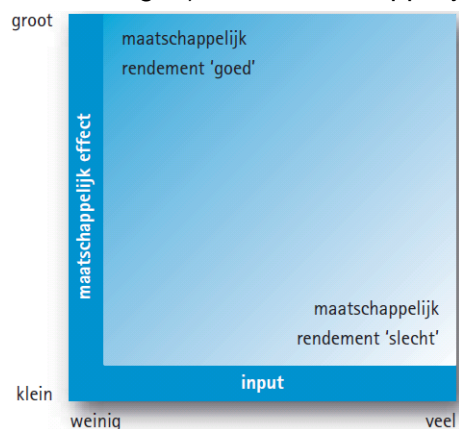 groot
maatschappelijk
rendement ‘goed’
maatschappelijk effect
maatschappelijk
rendement ‘slecht’
input
klein
weinig
veel